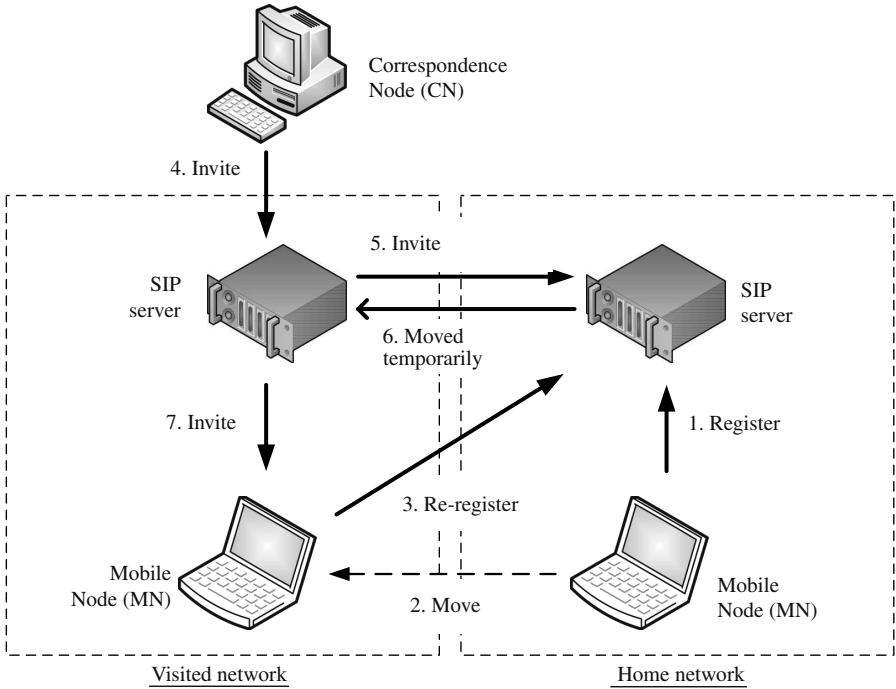 Correspondence
Node (CN)
4. Invite
5. Invite
SIP
server
SIP
server
6. Moved
temporarily
7. Invite
1. Register
3. Re-register
Mobile
Node (MN)
2. Move
Mobile
Node (MN)
Visited network
Home network